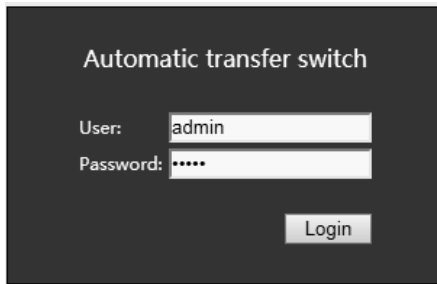 Automatic transfer switch
User: admin
Password: •••••
Login